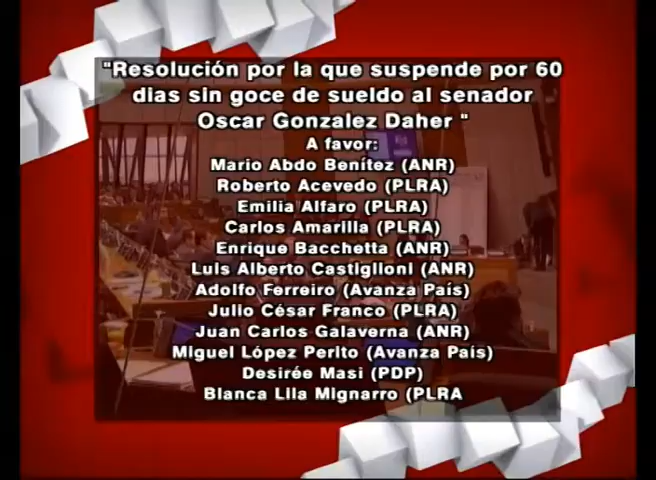 "Resolución por la que suspende por 60
dias sin goce de sueldo al senador
Oscar Gonzalez Daher "
A favor:
Mario Abdo Benítez (ANR)
Roberto Acevedo (PLRA)
Emilia Alfaro (PLRA)
Carlos Amarilla (PLRA)
Enrique Bacchetta (ANR)
Luis Alberto Castiglioni (ANR)
Adolfo Ferreiro (Avanza País)
Julio César Franco (PLRA)
Juan Carlos Galaverna (ANR)
Miguel López Perito (Avanza País)
Desirée Masi (PDP)
Blanca Lila Mignarro (PLRA